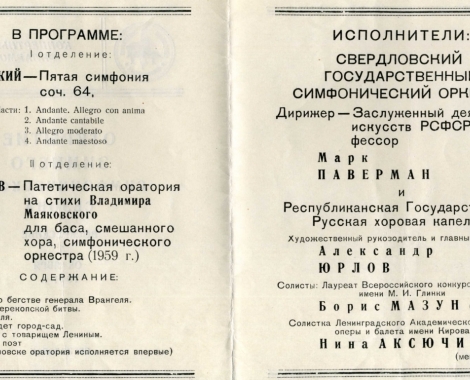 В ПРОГРАММЕ:
I отделение:
КИЙ — Пятая симфония
соч. 64,
асти: 1. Andante. Allegro con anima
2. Andante cantabile
3. Allegro moderato
4. Andante maestoso
II отделение:
В — Патетическая оратория
на стихи Владимира
Маяковского
для баса, смешанного
хора, симфонического
оркестра (1959 г.)
СОДЕРЖАНИЕ:
о бегстве генерала Врангеля.
ерекопской битвы.
ля.
дет город-сад.
с товарищем Лениным.
поэт
овске оратория исполняется впервые)
ИСПОЛНИТЕЛИ:
СВЕРДЛОВСКИЙ
ГОСУДАРСТВЕННЫ
СИМФОНИЧЕСКИЙ ОРК
Дирижер — Заслуженный дея
искусств РСФСР
фессор
Марк
ПАВЕРМАН
и
Республиканская Государст
Русская хоровая капел
Художественный руководитель и главны
Александр
ЮРЛОВ
Солисты: Лауреат Всероссийского конкурс
имени М. И. Глинки
Борис МАЗУН
Солистка Ленинградского Академическо
оперы и балета имени Кирова
Нина АКСЮЧИ
(ме